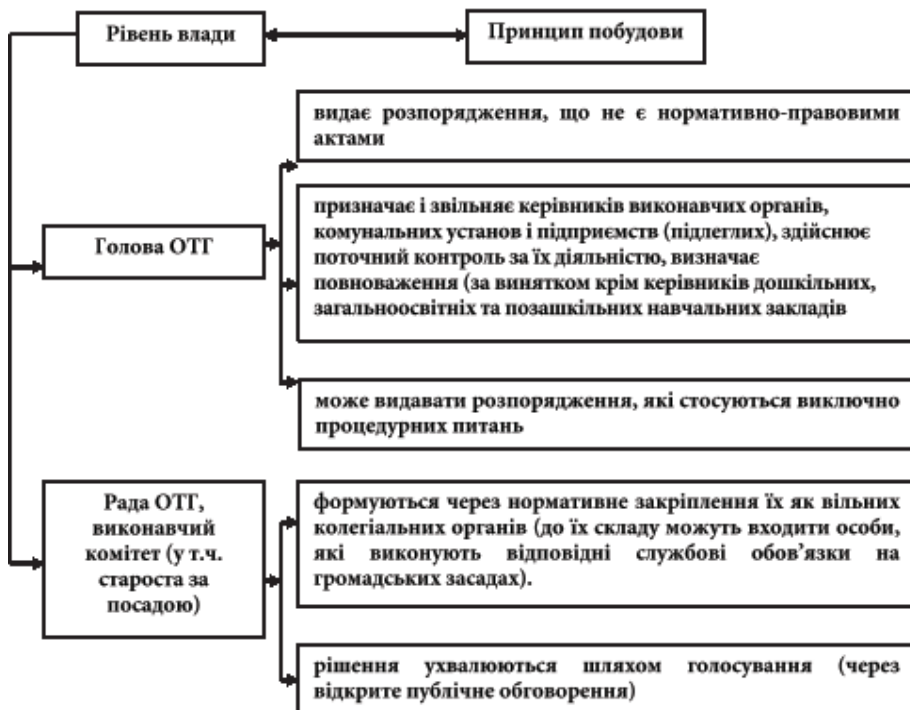 Рівень влади
Принцип побудови
видає розпорядження, що не є нормативно-правовими
актами
Голова ОТГ
призначає і звільняє керівників виконавчих органів,
комунальних установ і підприємств (підлеглих), здійснює
поточний контроль за їх діяльністю, визначає
повноваження (за винятком крім керівників дошкільних,
загальноосвітніх та позашкільних навчальних закладів
може видавати розпорядження, які стосуються виключно
процедурних питань
Рада ОТГ,
виконавчий
комітет (у т.ч.
староста за
посадою)
формуються через нормативне закріплення їх як вільних
колегіальних органів (до їх складу можуть входити особи,
які виконують відповідні службові обов’язки на
громадських засадах).
рішення ухвалюються шляхом голосування (через
відкрите публічне обговорення)